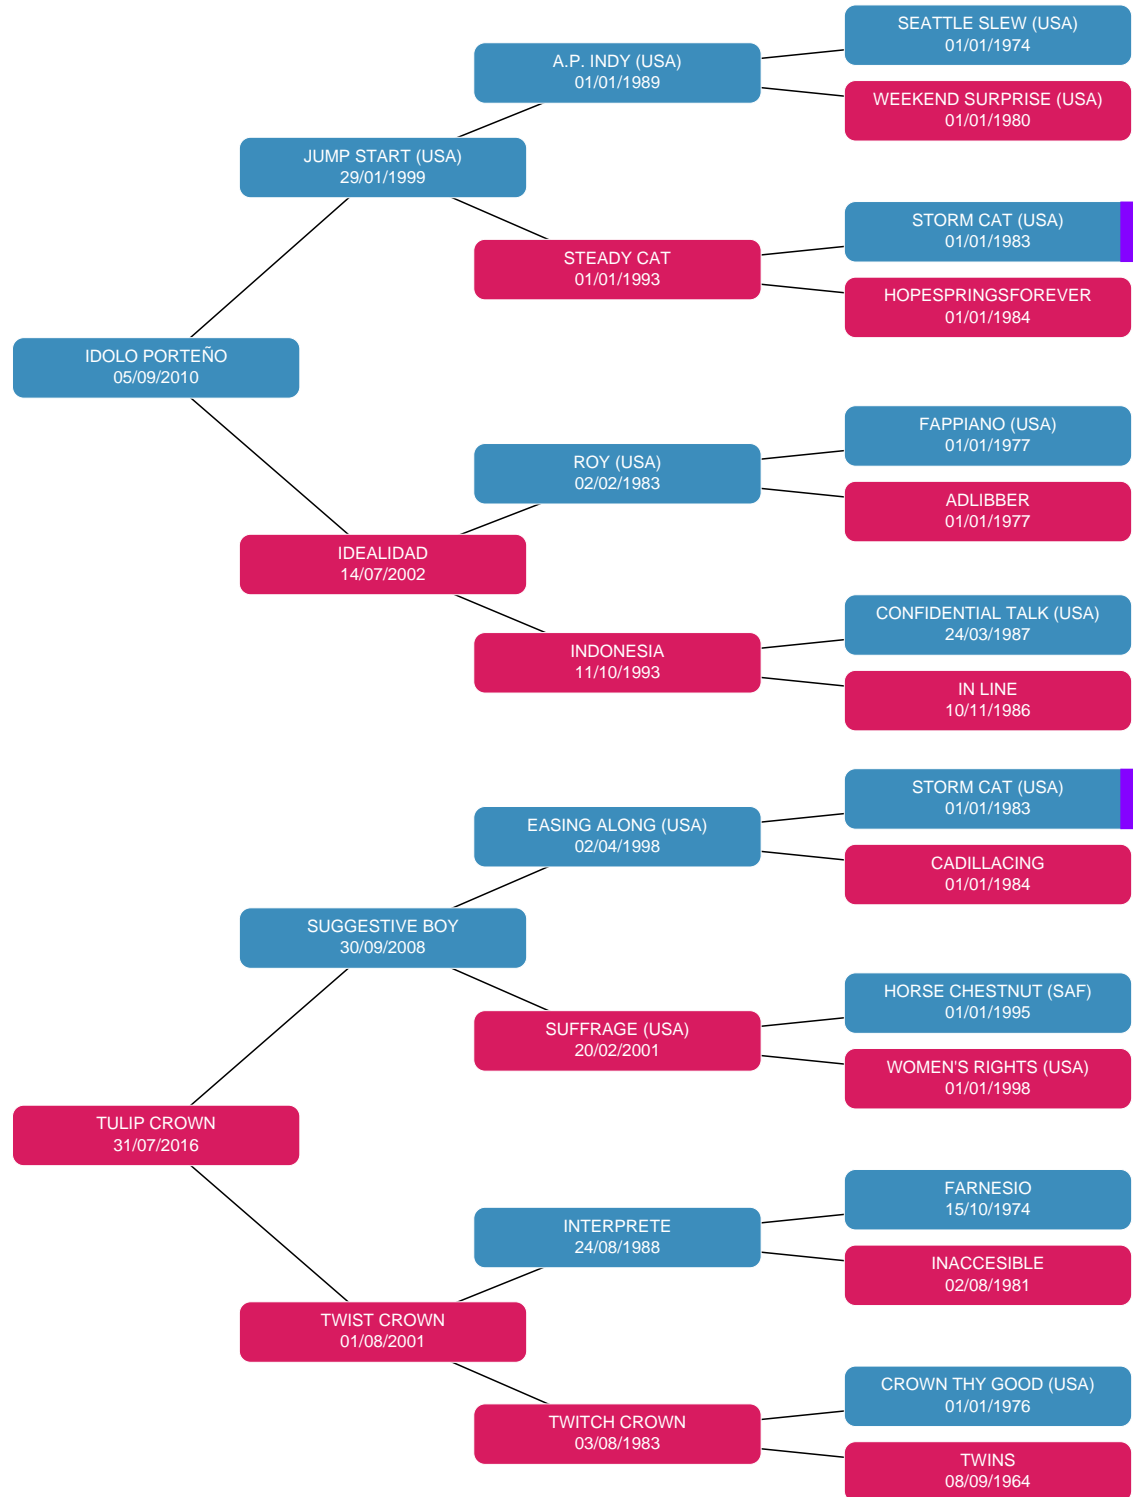 SEATTLE SLEW (USA)
01/01/1974
A.P. INDY (USA)
01/01/1989
WEEKEND SURPRISE (USA)
01/01/1980
JUMP START (USA)
29/01/1999
STORM CAT (USA)
01/01/1983
STEADY CAT
01/01/1993
HOPESPRINGSFOREVER
01/01/1984
IDOLO PORTEÑO
05/09/2010
FAPPIANO (USA)
01/01/1977
ROY (USA)
02/02/1983
ADLIBBER
01/01/1977
IDEALIDAD
14/07/2002
CONFIDENTIAL TALK (USA)
24/03/1987
INDONESIA
11/10/1993
IN LINE
10/11/1986
STORM CAT (USA)
01/01/1983
EASING ALONG (USA)
02/04/1998
CADILLACING
01/01/1984
SUGGESTIVE BOY
30/09/2008
HORSE CHESTNUT (SAF)
01/01/1995
SUFFRAGE (USA)
20/02/2001
WOMEN'S RIGHTS (USA)
01/01/1998
TULIP CROWN
31/07/2016
FARNESIO
15/10/1974
INTERPRETE
24/08/1988
INACCESIBLE
02/08/1981
TWIST CROWN
01/08/2001
CROWN THY GOOD (USA)
01/01/1976
TWITCH CROWN
03/08/1983
TWINS
08/09/1964